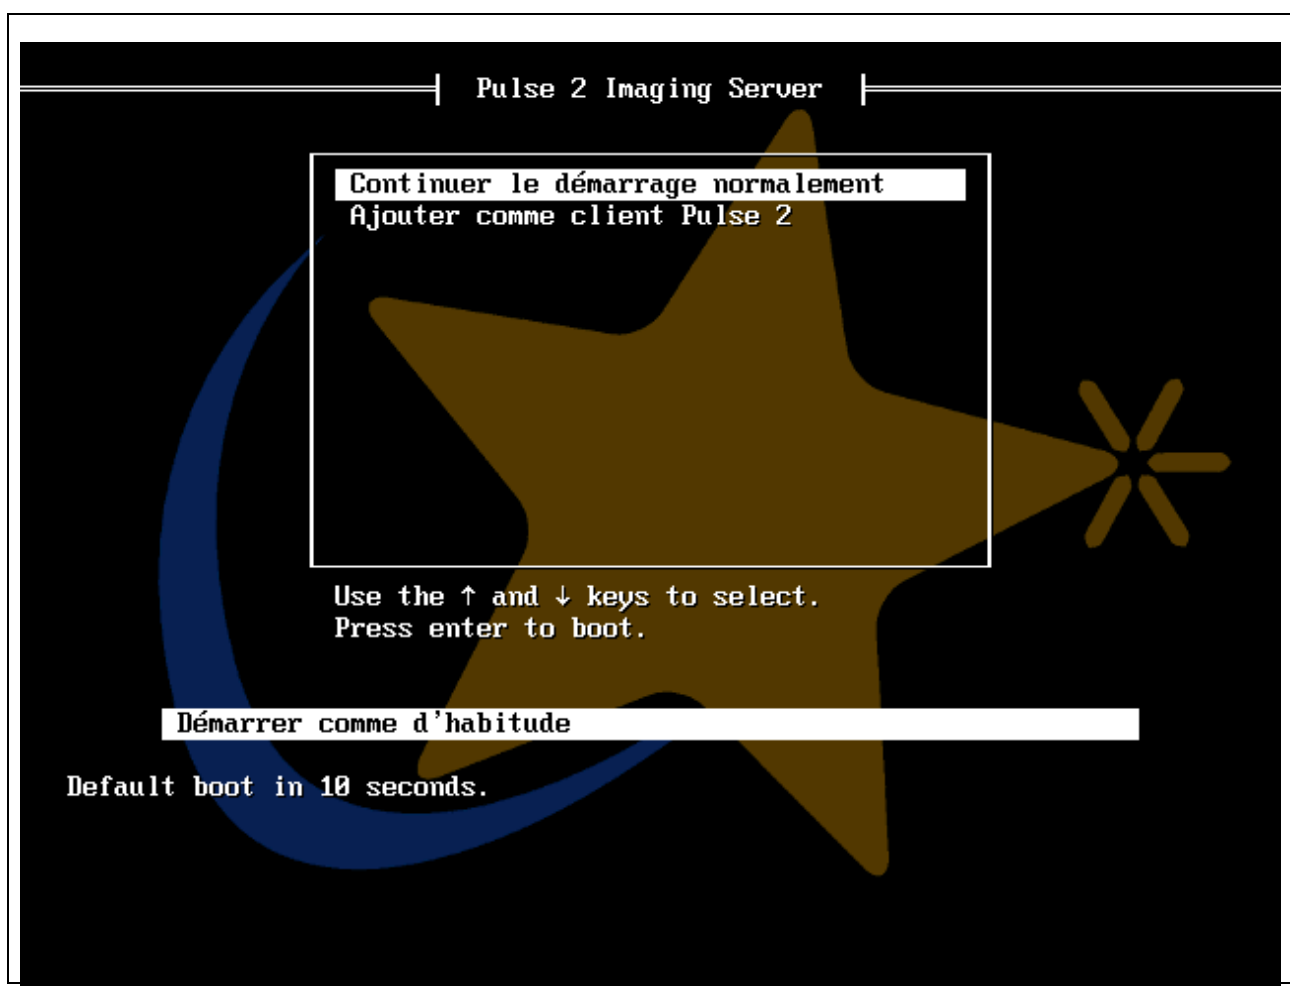 Pulse 2 Imaging Server
Continuer le démarrage normalement
Ajouter comme client Pulse 2
Use the ↑ and ↓ keys to select.
Press enter to boot.
Démarrer comme d'habitude
Default boot in 10 seconds.